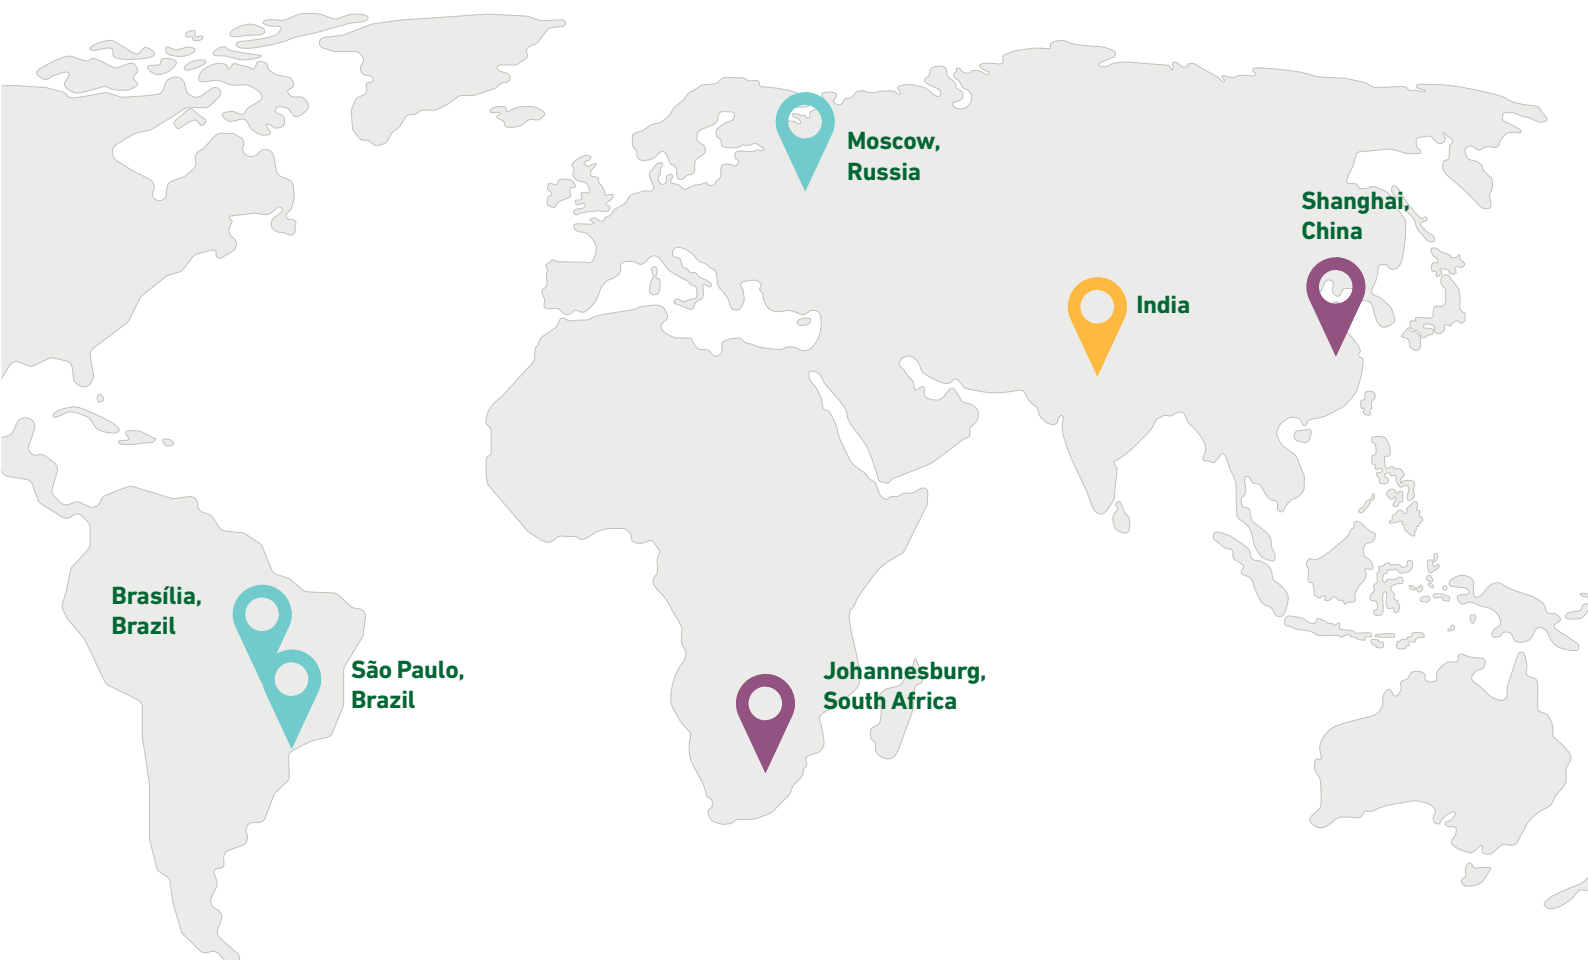 Moscow,
Russia
Shanghai,
China
India
Brasília,
Brazil
São Paulo,
Brazil
Johannesburg,
South Africa